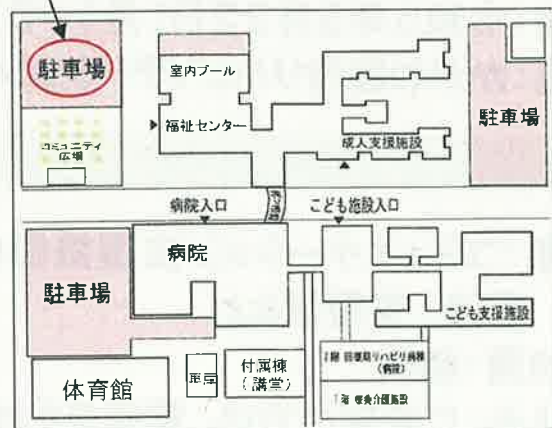 駐車場
室内プール
福祉センター
コミュニティ
広場
成人支援施設
駐車場
病院入口
こども施設入口
病院
駐車場
こども支援施設
体育館
付属棟
(講堂)